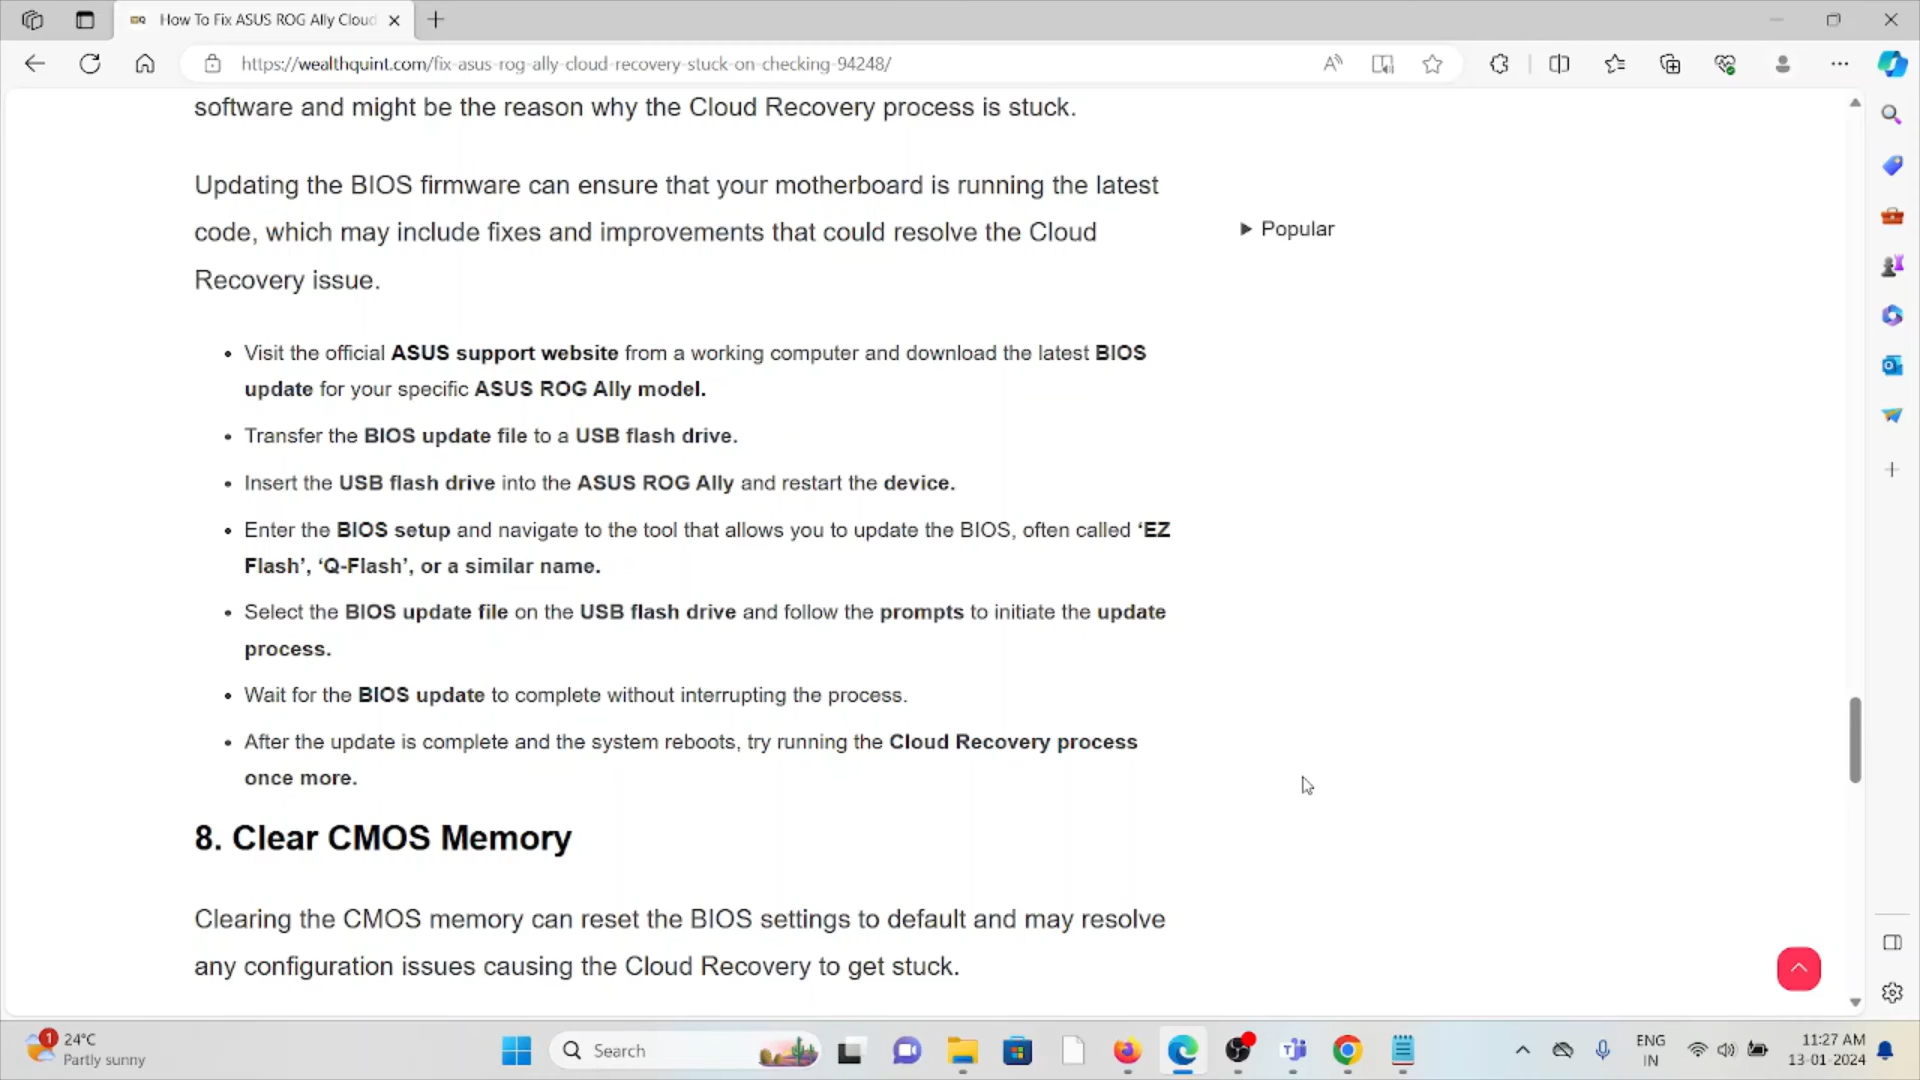 How To Fix ASUS ROG Ally Cloud
https://wealthquint.com/fix-asus-rog-ally-cloud-recovery-stuck-on-checking-94248/
software and might be the reason why the Cloud Recovery process is stuck.
Updating the BIOS firmware can ensure that your motherboard is running the latest
code, which may include fixes and improvements that could resolve the Cloud
Recovery issue.
▶ Popular
• Visit the official ASUS support website from a working computer and download the latest BIOS
update for your specific ASUS ROG Ally model.
• Transfer the BIOS update file to a USB flash drive.
• Insert the USB flash drive into the ASUS ROG Ally and restart the device.
• Enter the BIOS setup and navigate to the tool that allows you to update the BIOS, often called ‘EZ
Flash’, ‘Q-Flash’, or a similar name.
• Select the BIOS update file on the USB flash drive and follow the prompts to initiate the update
process.
• Wait for the BIOS update to complete without interrupting the process.
• After the update is complete and the system reboots, try running the Cloud Recovery process
once more.
8. Clear CMOS Memory
Clearing the CMOS memory can reset the BIOS settings to default and may resolve
any configuration issues causing the Cloud Recovery to get stuck.
1
24°C
Partly sunny
Search
ENG
IN
11:27 AM
13-01-2024